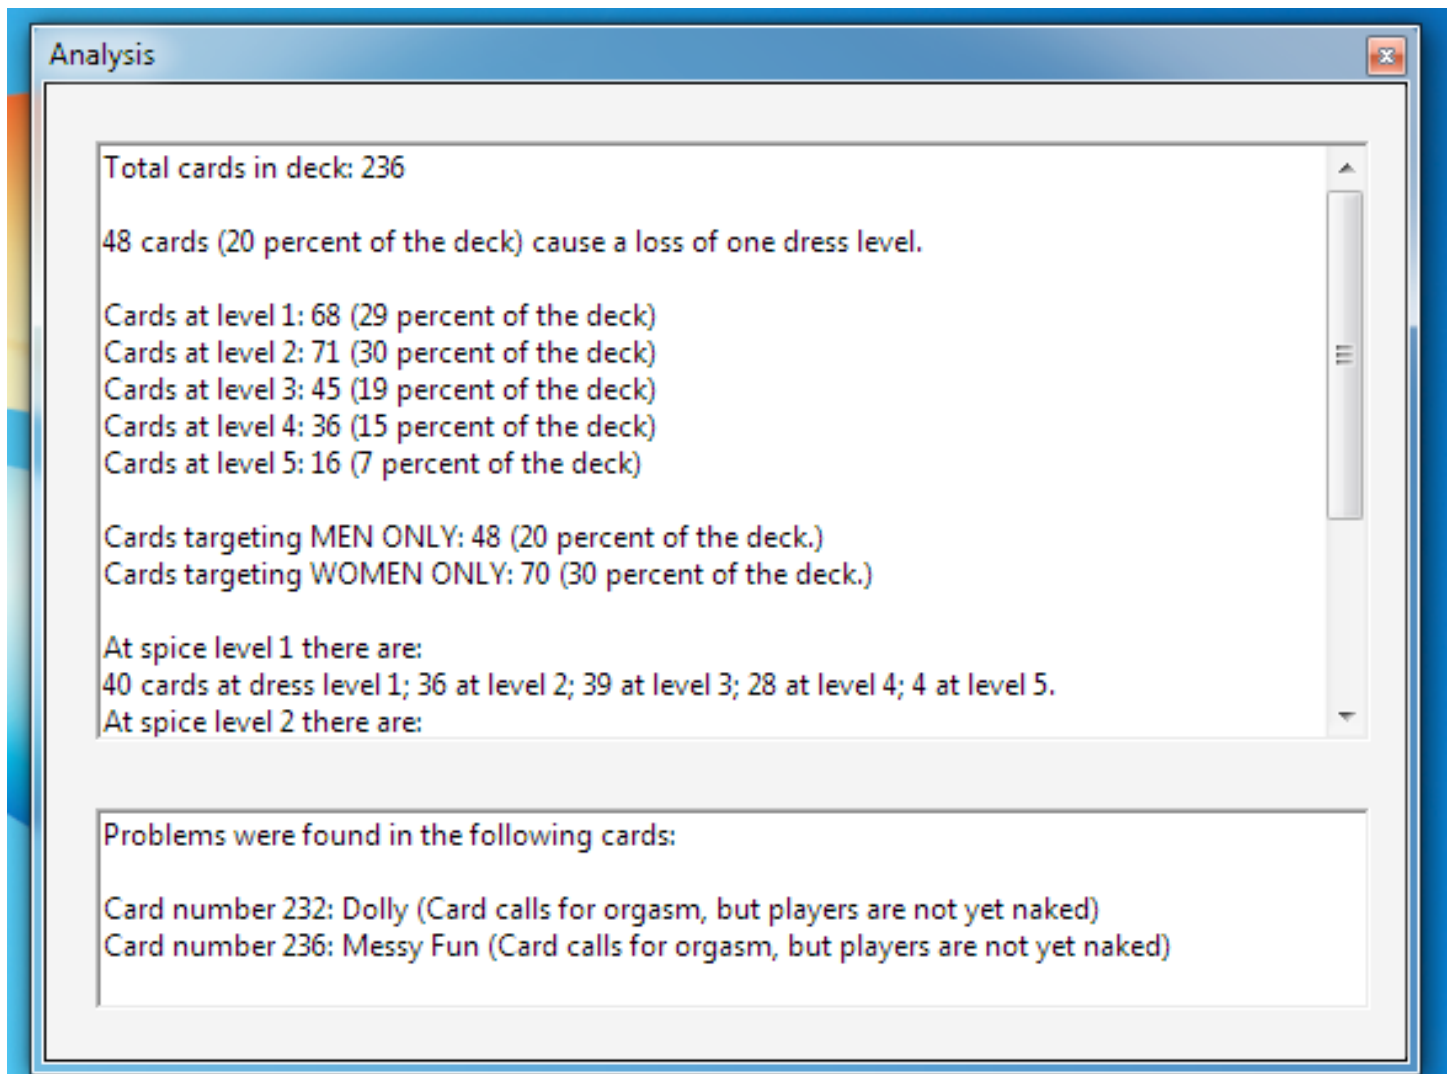 Analysis
Total cards in deck: 236
48 cards (20 percent of the deck) cause a loss of one dress level.
Cards at level 1: 68 (29 percent of the deck)
Cards at level 2: 71 (30 percent of the deck)
Cards at level 3: 45 (19 percent of the deck)
Cards at level 4: 36 (15 percent of the deck)
Cards at level 5: 16 (7 percent of the deck)
Cards targeting MEN ONLY: 48 (20 percent of the deck.)
Cards targeting WOMEN ONLY: 70 (30 percent of the deck.)
At spice level 1 there are:
40 cards at dress level 1; 36 at level 2; 39 at level 3; 28 at level 4; 4 at level 5.
At spice level 2 there are:
Problems were found in the following cards:
Card number 232: Dolly (Card calls for orgasm, but players are not yet naked)
Card number 236: Messy Fun (Card calls for orgasm, but players are not yet naked)